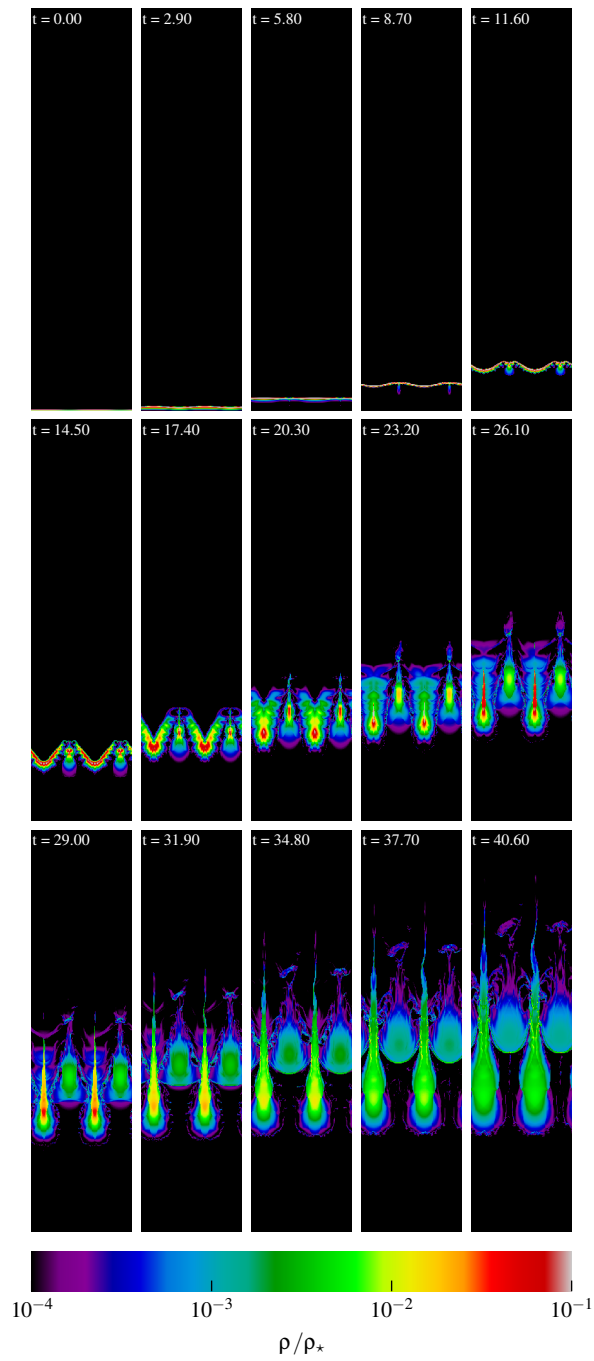 t = 0.00 t = 2.90 t = 5.80 t = 8.70 t = 11.60
t = 14.50 t = 17.40 t = 20.30 t = 23.20 t = 26.10
t = 29.00 t = 31.90 t = 34.80 t = 37.70 t = 40.60
10⁻⁴ 10⁻³ 10⁻² 10⁻¹
ρ/ρ⋆